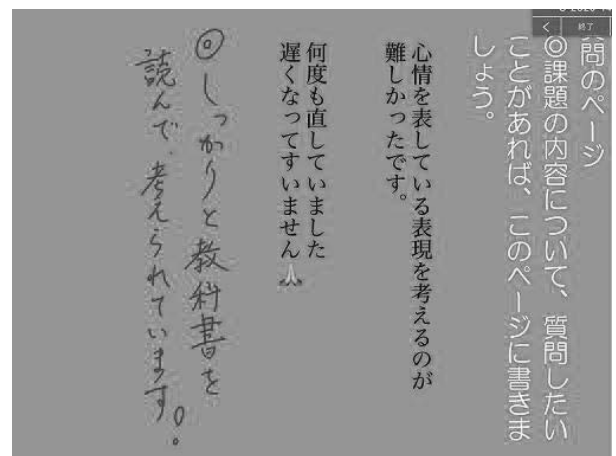 質問のページ
◎課題の内容について、質問したい
ことがあれば、このページに書きま
しょう。
心情を表している表現を考えるのが
難しかったです。
何度も直していました
遅くなってすいません🙏
◎しっかりと教科書を
読んで、考えられています。
終了